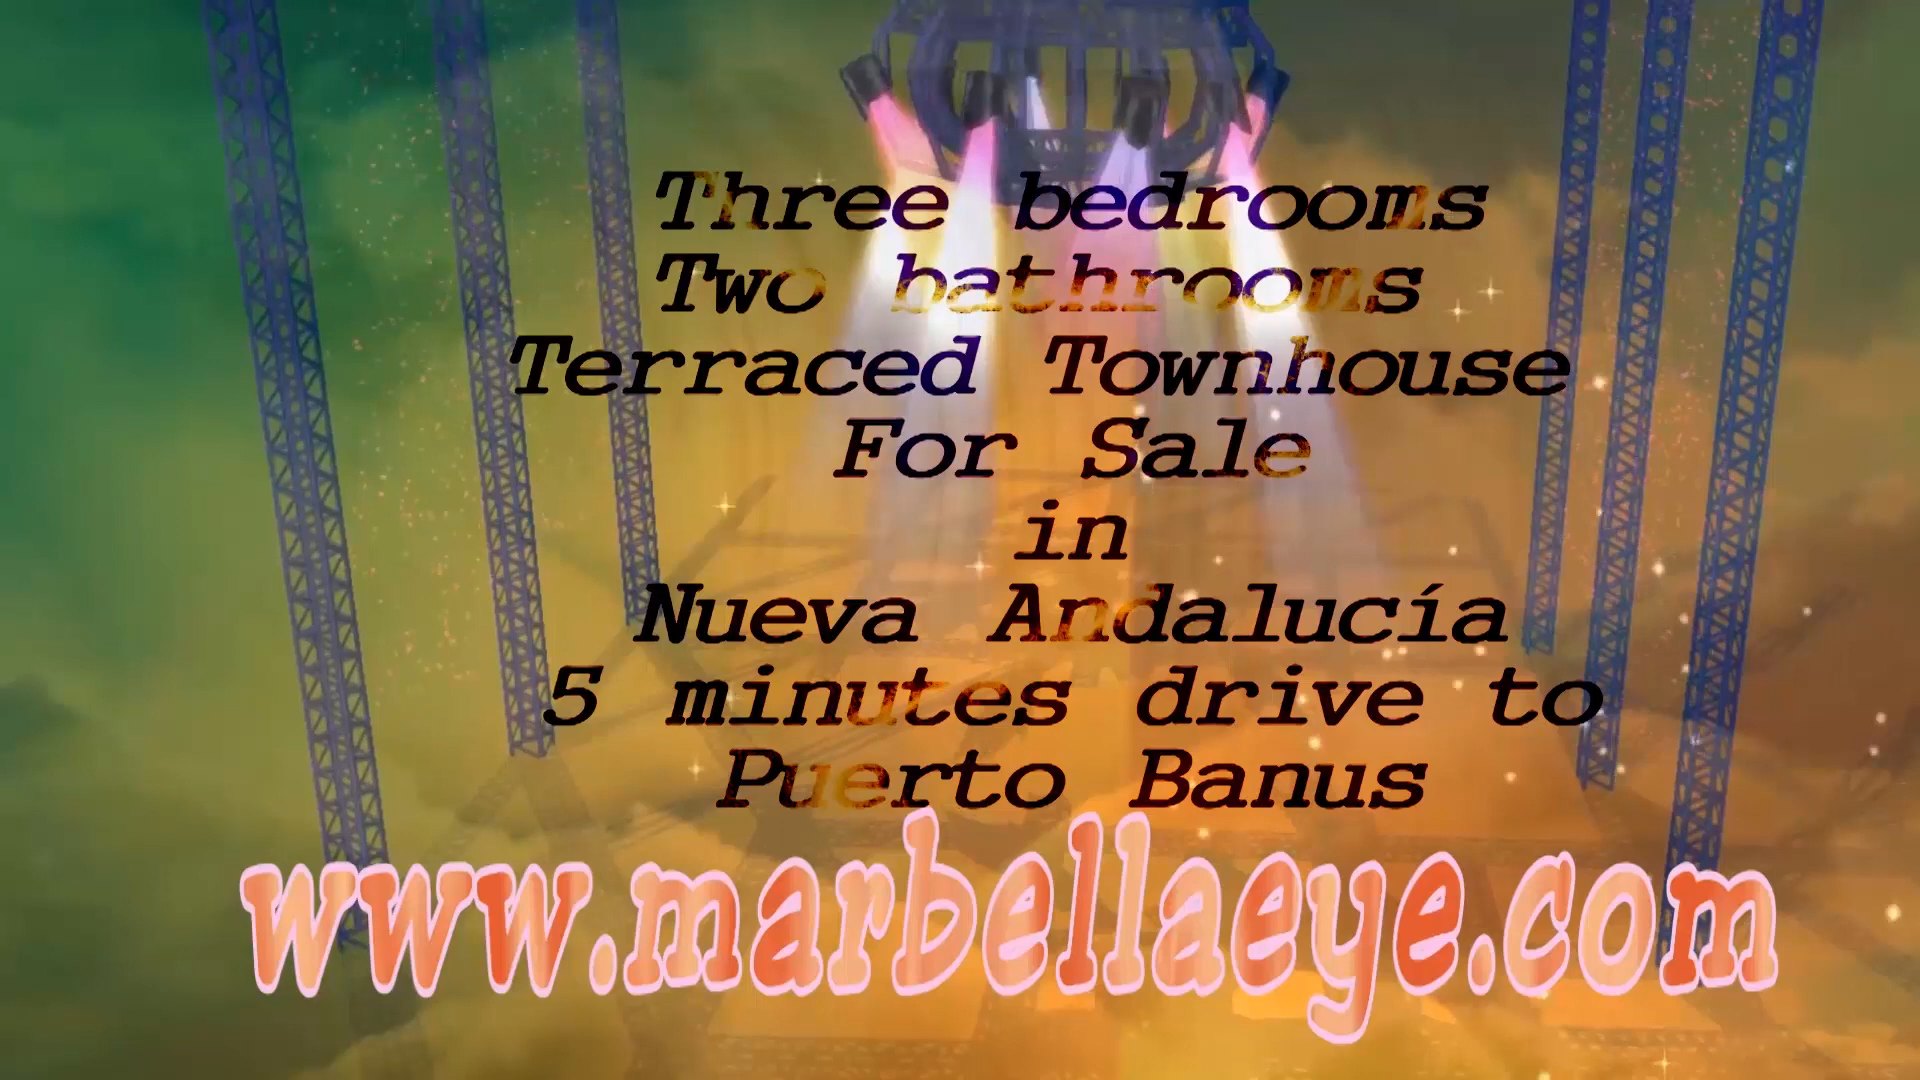 Three bedrooms
Two bathrooms
Terraced Townhouse
For Sale
in
Nueva Andalucía
5 minutes drive to
Puerto Banus
www.marbellaeye.com